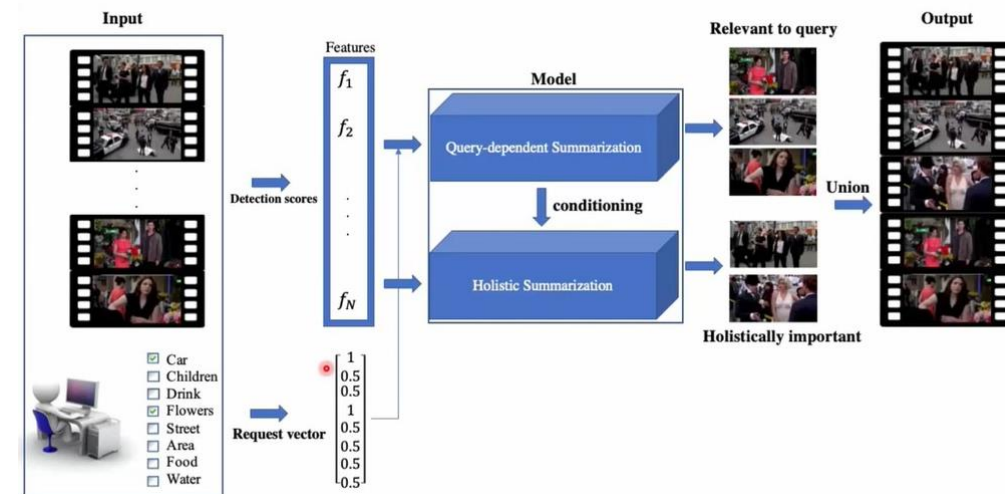 Input
Car
Children
Drink
Flowers
Street
Area
Food
Water
Detection scores
Request vector
Features
f1
f2
.
.
.
fN
1
0.5
0.5
1
0.5
0.5
0.5
0.5
Model
Query-dependent Summarization
conditioning
Holistic Summarization
Relevant to query
Holistically important
Union
Output